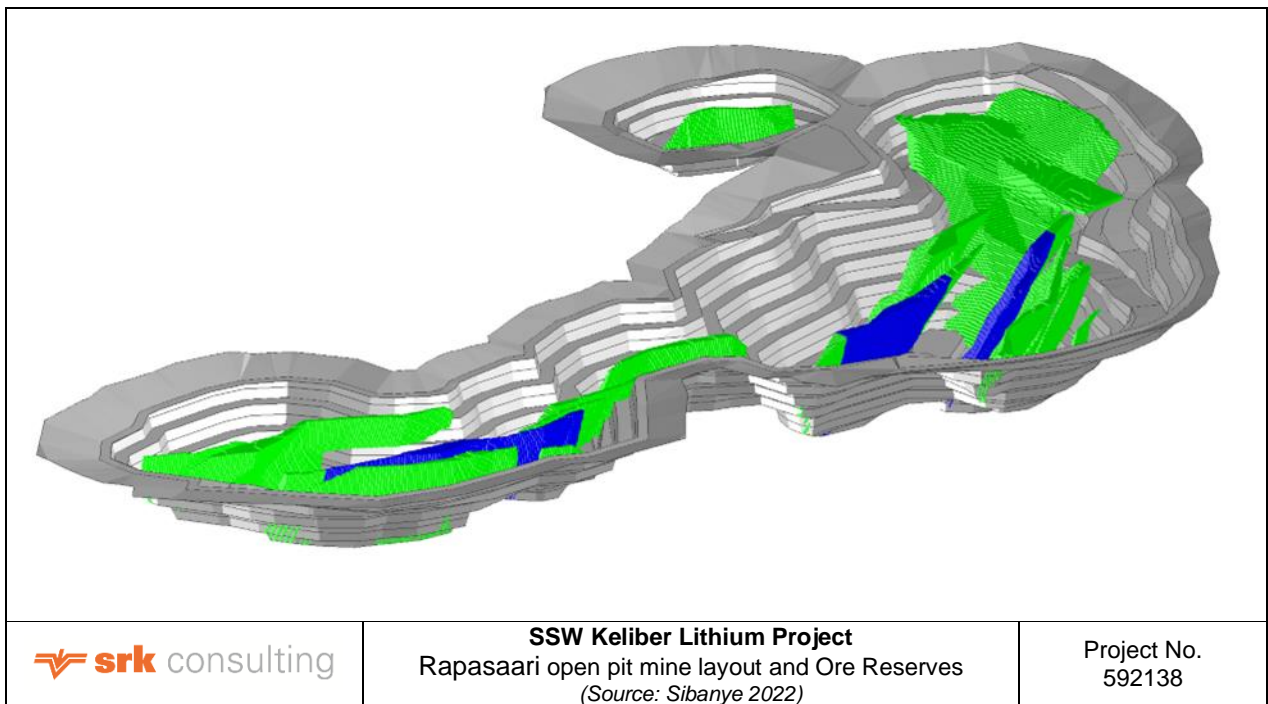 srk consulting
SSW Keliber Lithium Project
Rapasaari open pit mine layout and Ore Reserves
(Source: Sibanye 2022)
Project No.
592138